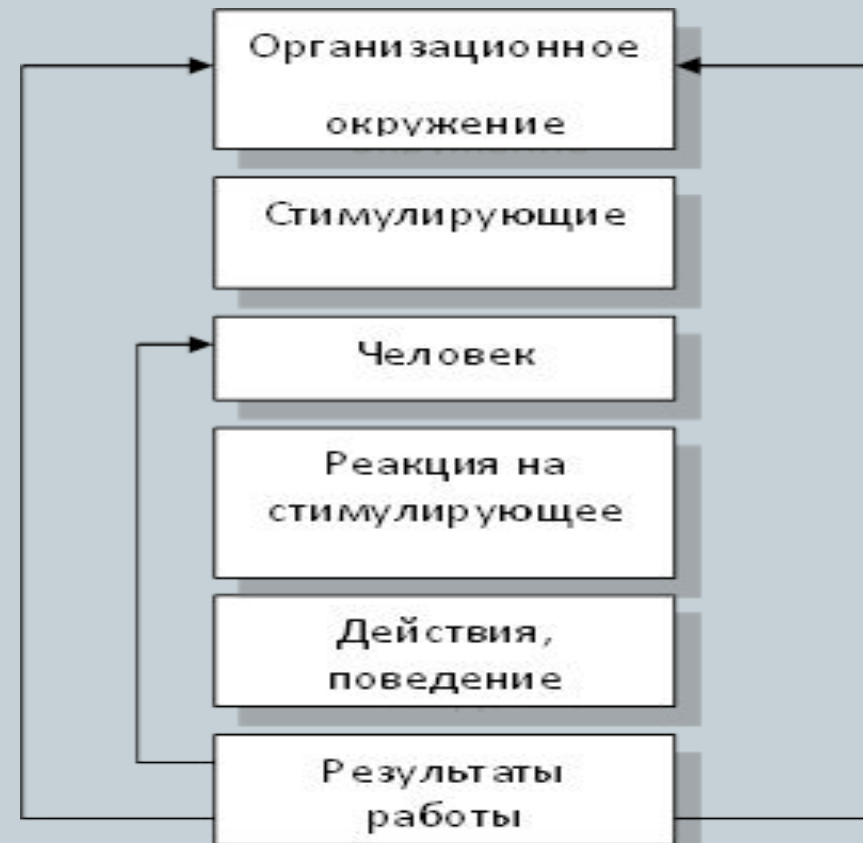 Организационное
окружение
Стимулирующие
Человек
Реакция на
стимулирующее
Действия,
поведение
Результаты
работы